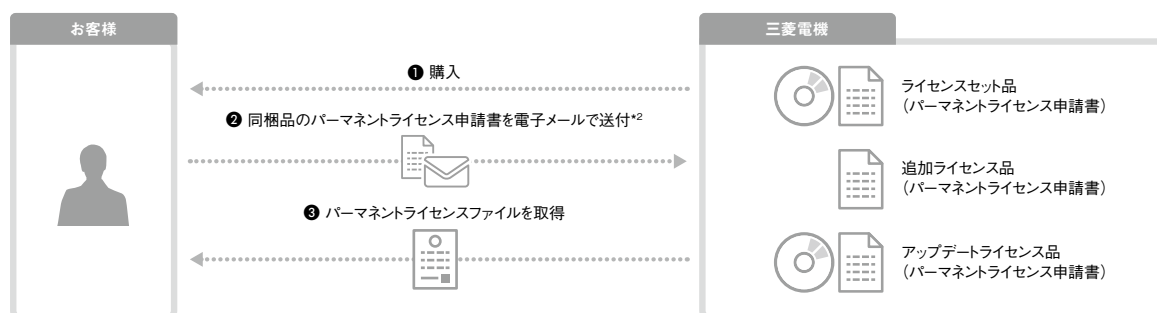 お客様
三菱電機
❶ 購入
❷ 同梱品のパーマネントライセンス申請書を電子メールで送付*2
❸ パーマネントライセンスファイルを取得
ライセンスセット品
（パーマネントライセンス申請書）
追加ライセンス品
（パーマネントライセンス申請書）
アップデートライセンス品
（パーマネントライセンス申請書）